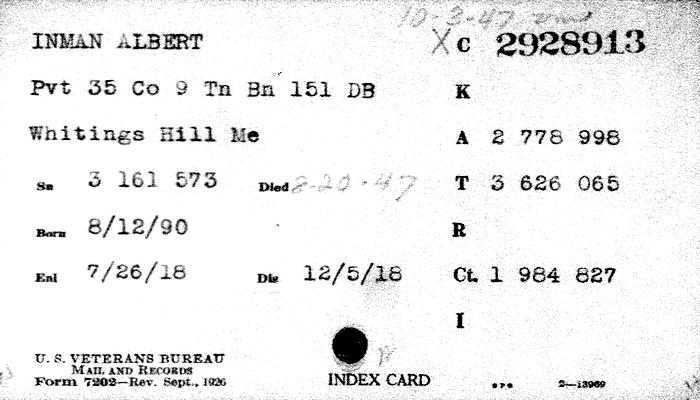 10-3-47
INMAN ALBERT X C 2928913
Pvt 35 Co 9 Tn Bn 151 DB K
Whitings Hill Me A 2 778 998
Sn 3 161 573 Died 8-20-47 T 3 626 065
Born 8/12/90 R
Enl 7/26/18 Dis 12/5/18 Ct. 1 984 827
I
U. S. VETERANS BUREAU
MAIL AND RECORDS
Form 7202—Rev. Sept., 1926 INDEX CARD 2—13969